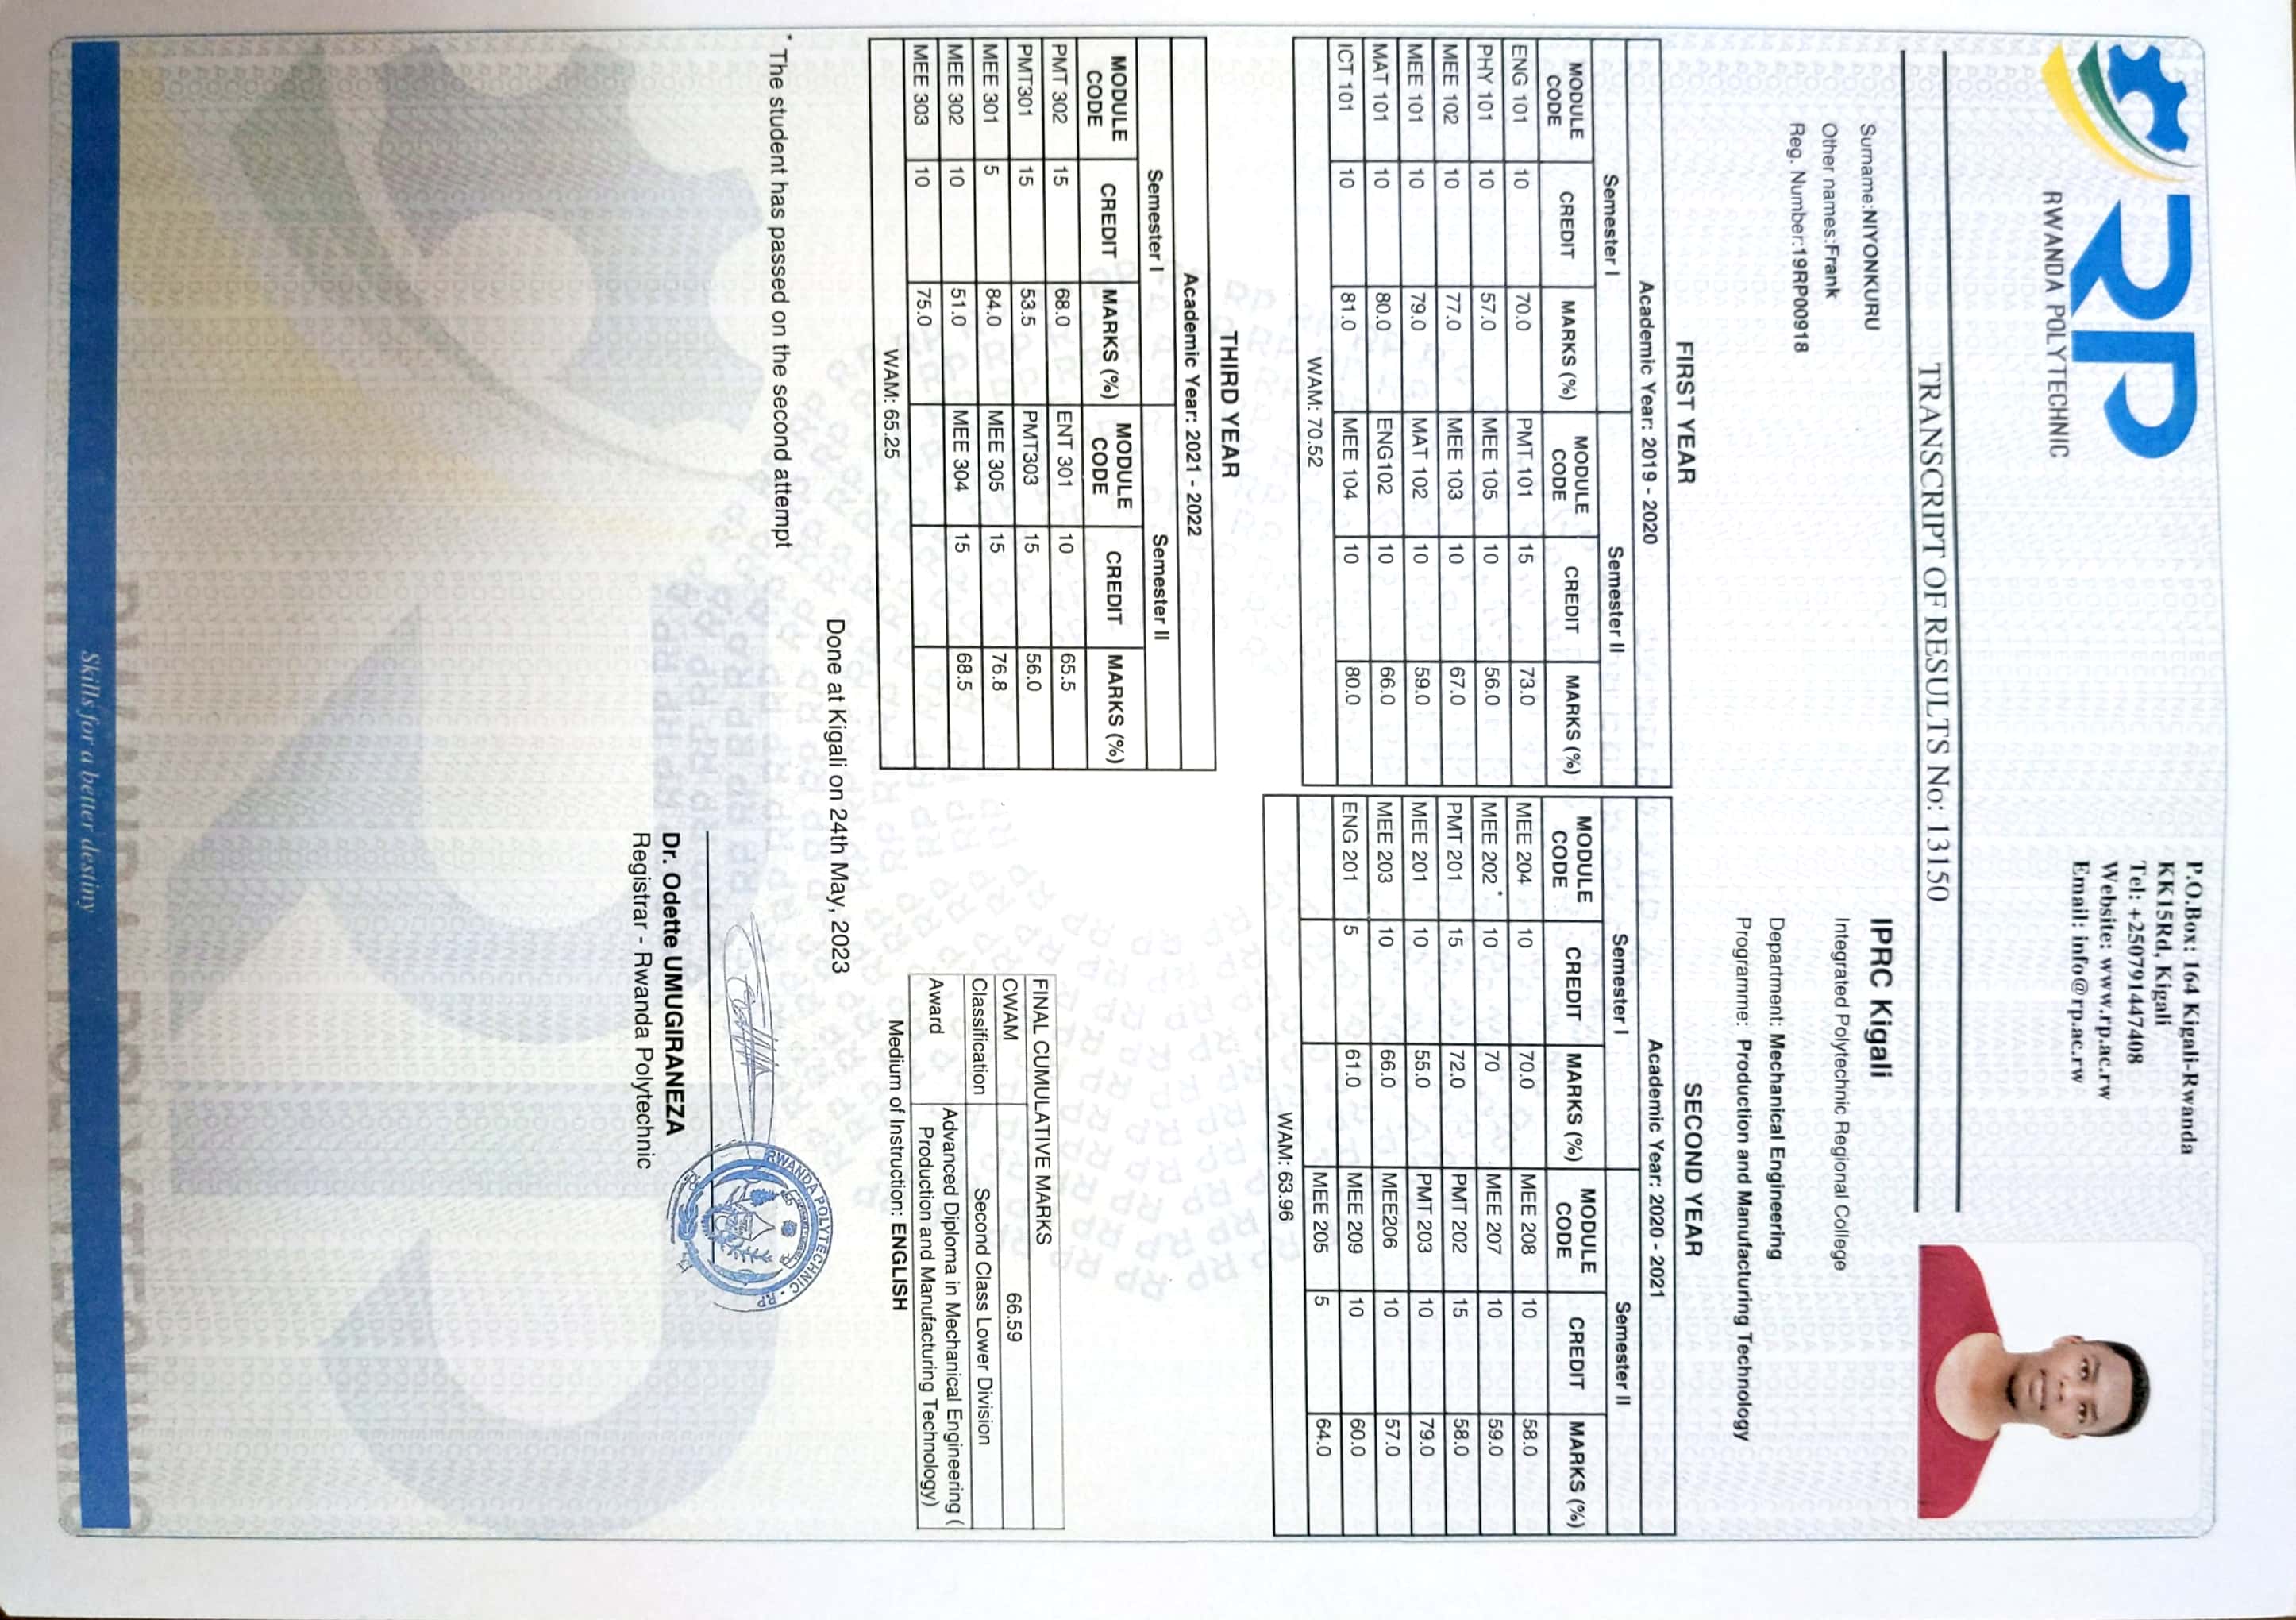 RP
RWANDA POLYTECHNIC
P.O.Box: 164 Kigali-Rwanda
KK15Rd, Kigali
Tel: +250791447408
Website: www.rp.ac.rw
Email: info@rp.ac.rw
TRANSCRIPT OF RESULTS No: 13150
Surname:NIYONKURU
Other names:Frank
Reg. Number:19RP00918
IPRC Kigali
Integrated Polytechnic Regional College
Department: Mechanical Engineering
Programme: Production and Manufacturing Technology
FIRST YEAR
Academic Year: 2019 - 2020
Semester I Semester II
MODULE CODE CREDIT MARKS (%) MODULE CODE CREDIT MARKS (%)
ENG 101 10 70.0 PMT 101 15 73.0
PHY 101 10 57.0 MEE 105 10 56.0
MEE 102 10 77.0 MEE 103 10 67.0
MEE 101 10 79.0 MAT 102 10 59.0
MAT 101 10 80.0 ENG102 10 66.0
ICT 101 10 81.0 MEE 104 10 80.0
WAM: 70.52
SECOND YEAR
Academic Year: 2020 - 2021
Semester I Semester II
MODULE CODE CREDIT MARKS (%) MODULE CODE CREDIT MARKS (%)
MEE 204 10 70.0 MEE 208 10 58.0
MEE 202 * 10 70 MEE 207 10 59.0
PMT 201 15 72.0 PMT 202 15 58.0
MEE 201 10 55.0 PMT 203 10 79.0
MEE 203 10 66.0 MEE206 10 57.0
ENG 201 5 61.0 MEE 209 10 60.0
MEE 205 5 64.0
WAM: 63.96
THIRD YEAR
Academic Year: 2021 - 2022
Semester I Semester II
MODULE CODE CREDIT MARKS (%) MODULE CODE CREDIT MARKS (%)
PMT 302 15 68.0 ENT 301 10 65.5
PMT301 15 53.5 PMT303 15 56.0
MEE 301 5 84.0 MEE 305 15 76.8
MEE 302 10 51.0 MEE 304 15 68.5
MEE 303 10 75.0
WAM: 65.25
FINAL CUMULATIVE MARKS
CWAM 66.59
Classification Second Class Lower Division
Award Advanced Diploma in Mechanical Engineering (
Production and Manufacturing Technology)
Medium of Instruction: ENGLISH
Done at Kigali on 24th May, 2023
* The student has passed on the second attempt
Dr. Odette UMUGIRANEZA
Registrar - Rwanda Polytechnic
RWANDA POLYTECHNIC - RP
RWANDA POLYTECHNIC
Skills for a better destiny